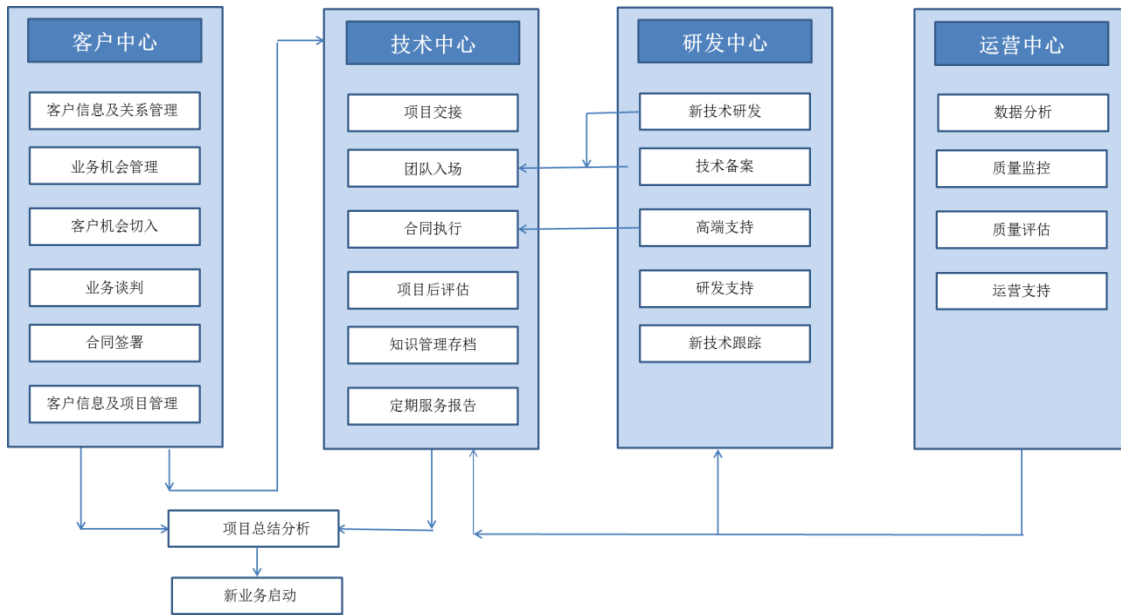 客户中心
客户信息及关系管理
业务机会管理
客户机会切入
业务谈判
合同签署
客户信息及项目管理
技术中心
项目交接
团队入场
合同执行
项目后评估
知识管理存档
定期服务报告
研发中心
新技术研发
技术备案
高端支持
研发支持
新技术跟踪
运营中心
数据分析
质量监控
质量评估
运营支持
项目总结分析
新业务启动